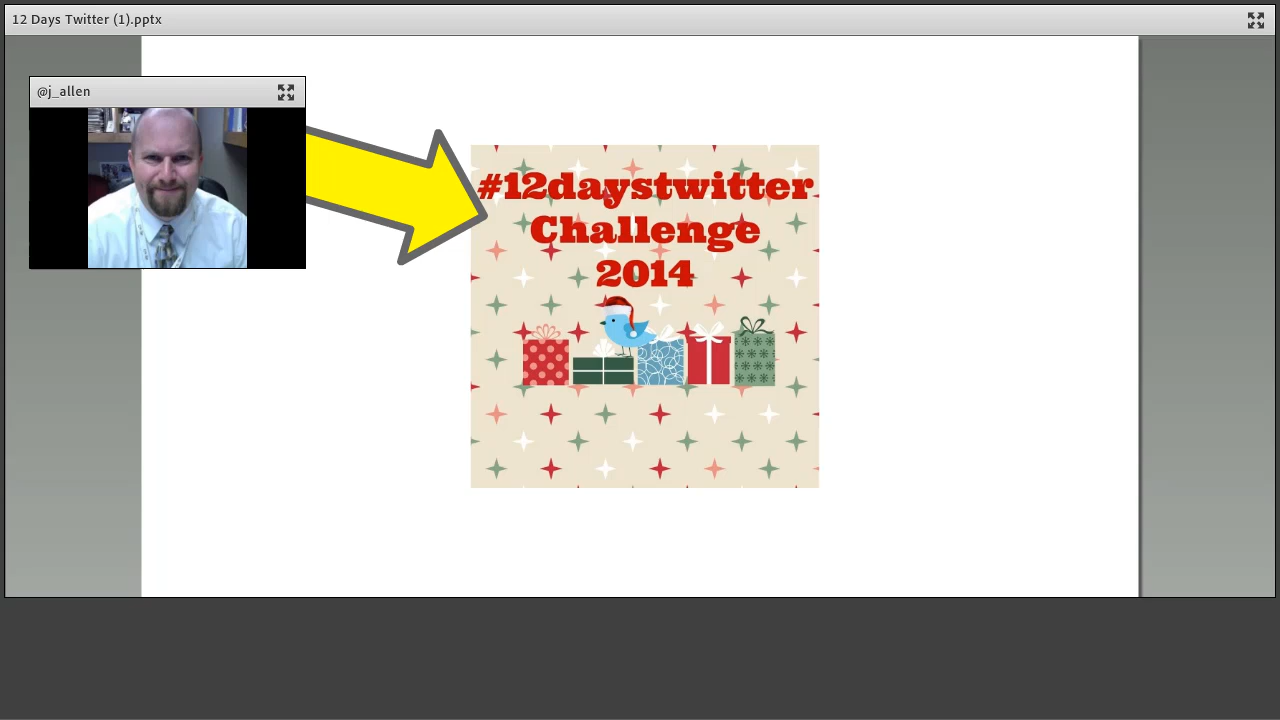 12 Days Twitter (1).pptx
@j_allen
#12daystwitter
Challenge
2014